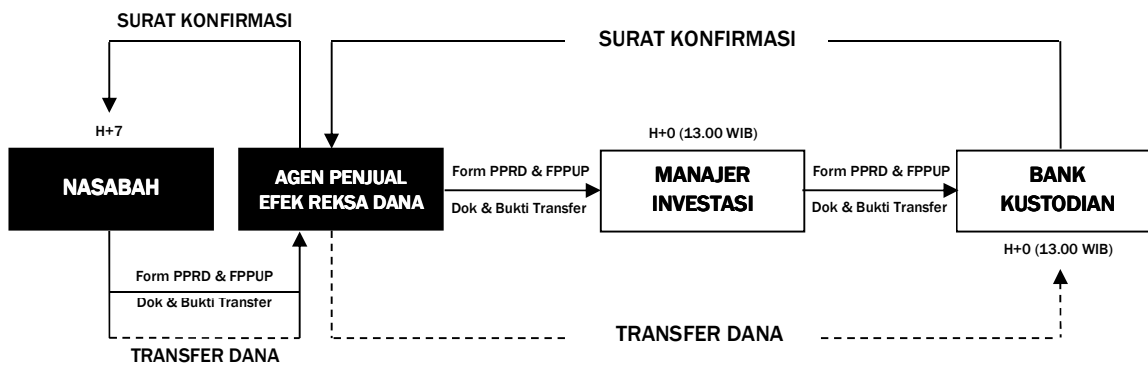 SURAT KONFIRMASI
SURAT KONFIRMASI
H+7
H+0 (13.00 WIB)
NASABAH
AGEN PENJUAL
EFEK REKSA DANA
Form PPRD & FPPUP
Dok & Bukti Transfer
MANAJER
INVESTASI
Form PPRD & FPPUP
Dok & Bukti Transfer
BANK
KUSTODIAN
H+0 (13.00 WIB)
Form PPRD & FPPUP
Dok & Bukti Transfer
TRANSFER DANA
TRANSFER DANA